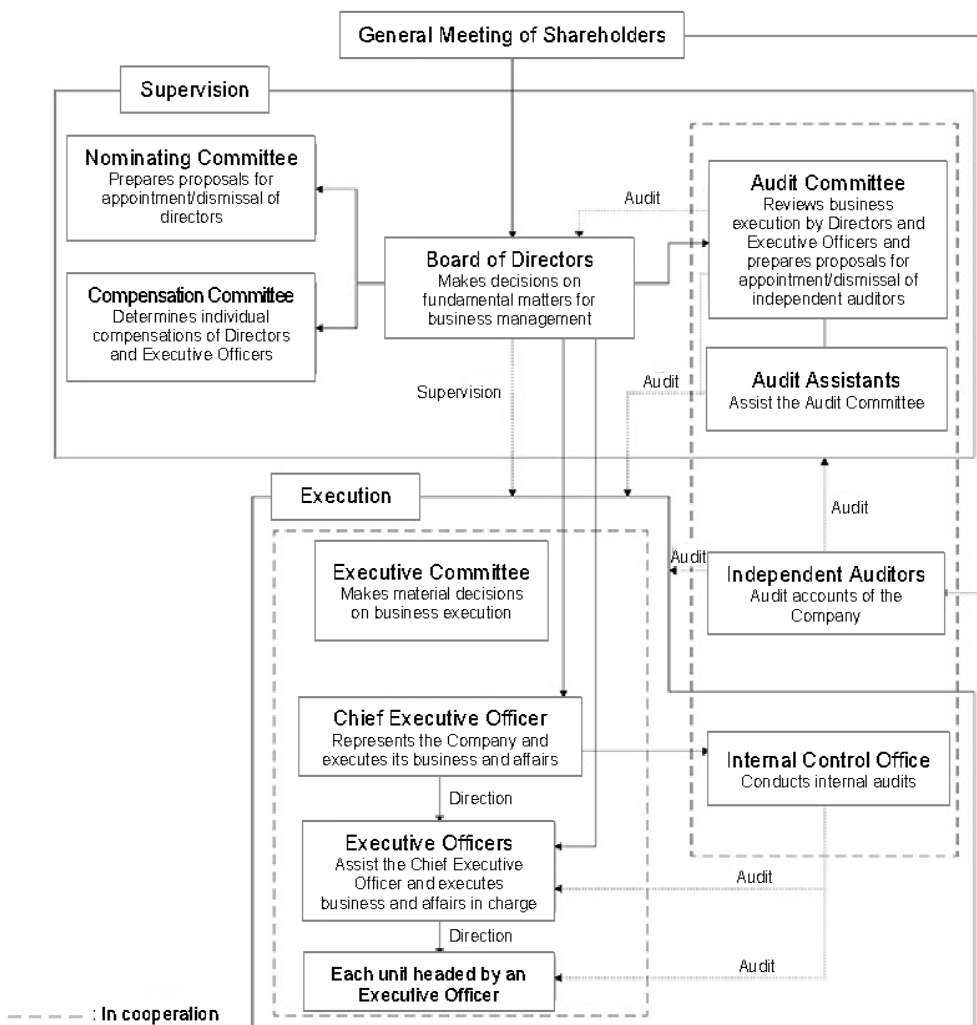 General Meeting of Shareholders
Supervision
Nominating Committee
Prepares proposals for
appointment/dismissal of
directors
Compensation Committee
Determines individual
compensations of Directors
and Executive Officers
Audit
Board of Directors
Makes decisions on
fundamental matters for
business management
Audit Committee
Reviews business
execution by Directors and
Executive Officers and
prepares proposals for
appointment/dismissal of
independent auditors
Supervision
Audit
Audit Assistants
Assist the Audit Committee
Execution
Audit
Audit
Executive Committee
Makes material decisions
on business execution
Independent Auditors
Audit accounts of the
Company
Chief Executive Officer
Represents the Company and
executes its business and affairs
Internal Control Office
Conducts internal audits
Direction
Executive Officers
Assist the Chief Executive
Officer and executes
business and affairs in charge
Audit
Direction
Each unit headed by an
Executive Officer
Audit
: In cooperation